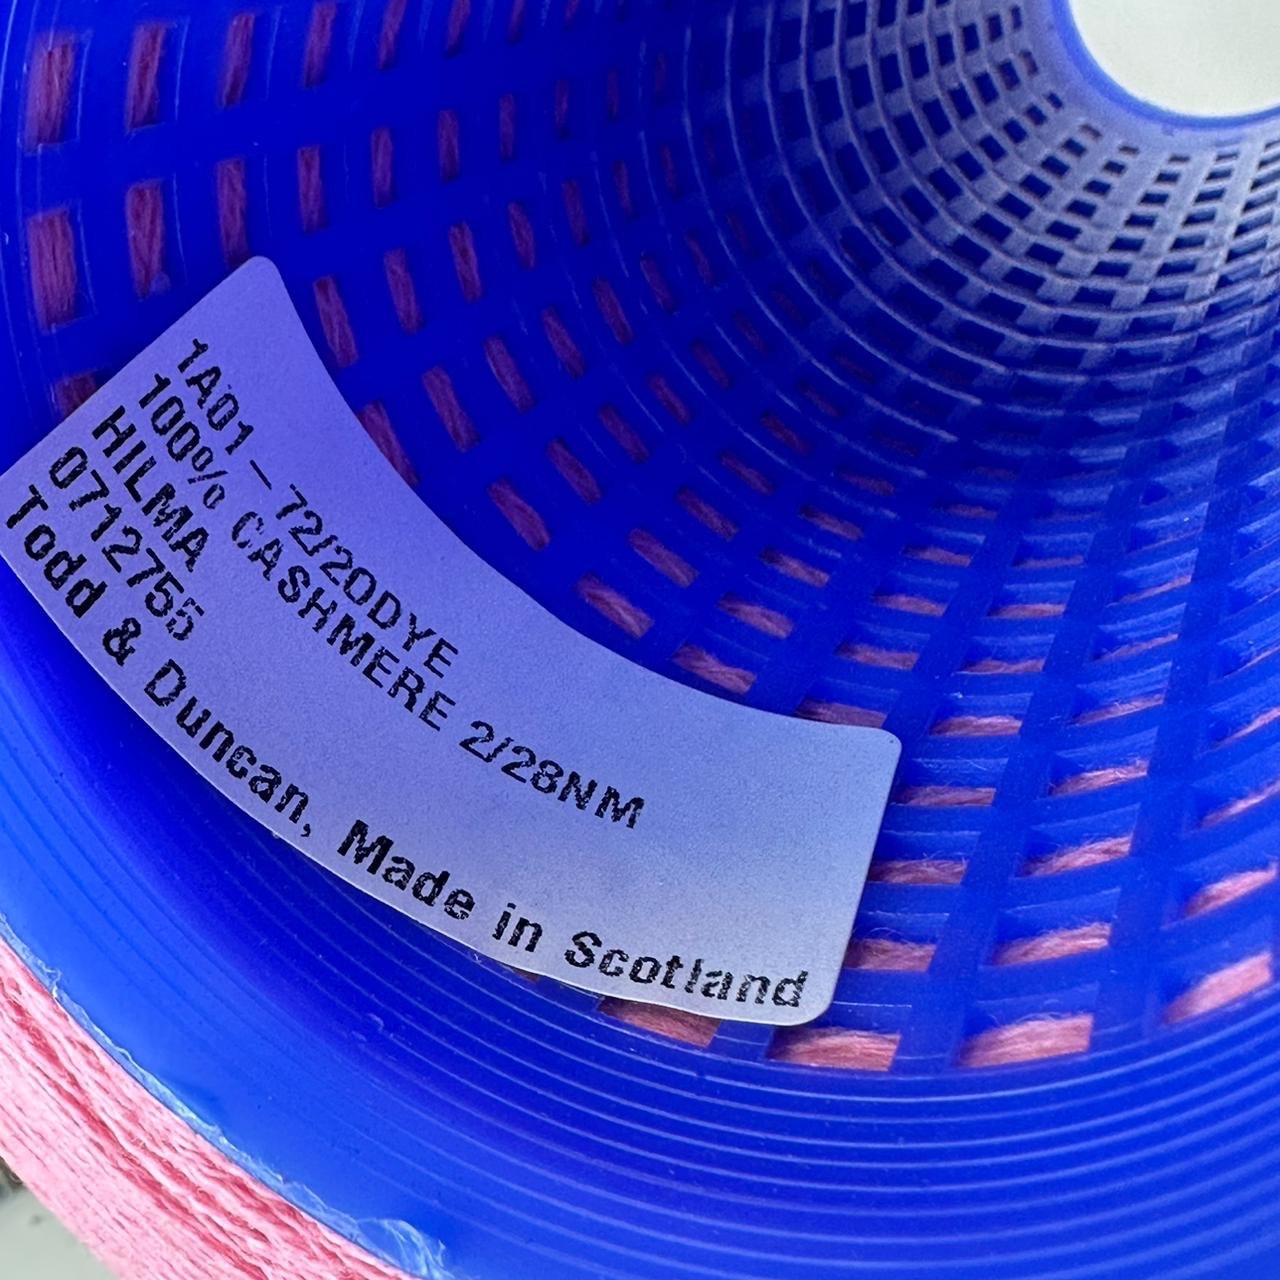 1A01 – 72/20DYE
100% CASHMERE 2/28NM
HILMA
0712755
Todd & Duncan, Made in Scotland